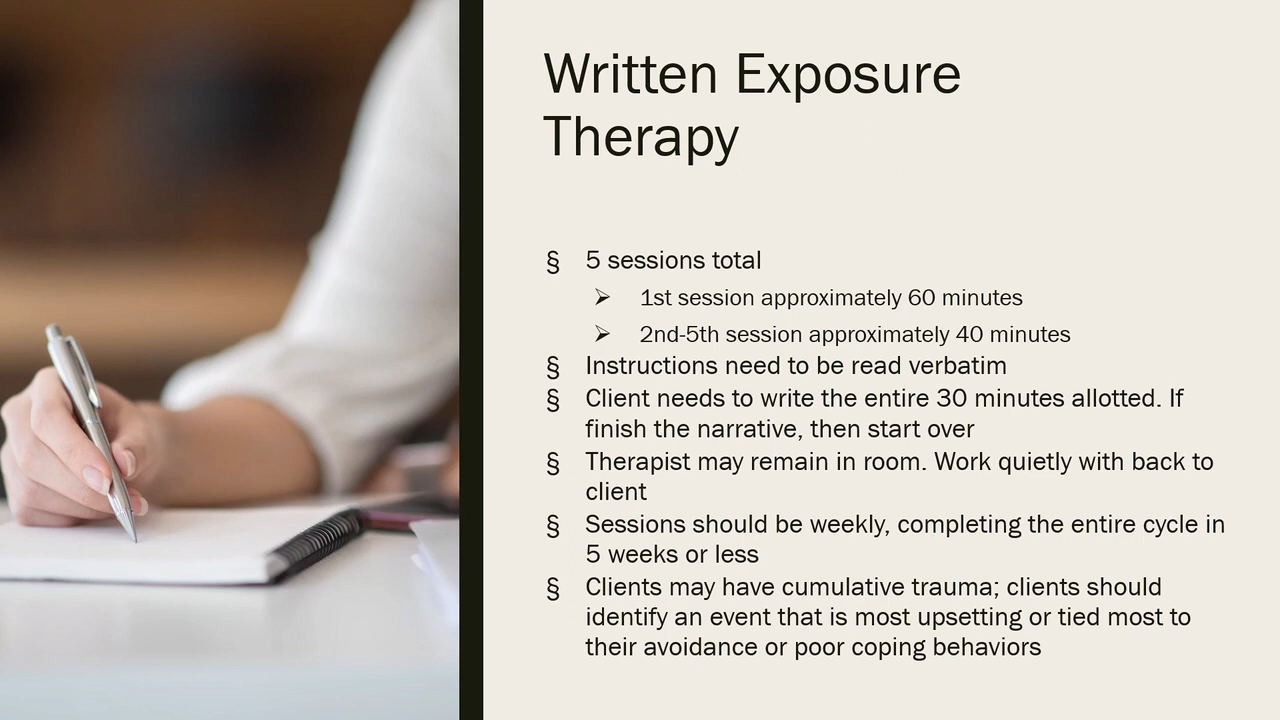 Written Exposure
Therapy
§ 5 sessions total
➢ 1st session approximately 60 minutes
➢ 2nd-5th session approximately 40 minutes
§ Instructions need to be read verbatim
§ Client needs to write the entire 30 minutes allotted. If
finish the narrative, then start over
§ Therapist may remain in room. Work quietly with back to
client
§ Sessions should be weekly, completing the entire cycle in
5 weeks or less
§ Clients may have cumulative trauma; clients should
identify an event that is most upsetting or tied most to
their avoidance or poor coping behaviors